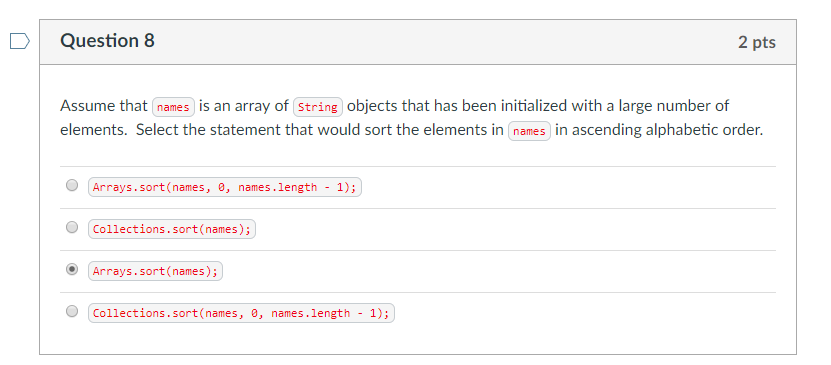 Question 8
2 pts
Assume that names is an array of String objects that has been initialized with a large number of
elements. Select the statement that would sort the elements in names in ascending alphabetic order.
Arrays.sort(names, 0, names.length - 1);
Collections.sort(names);
Arrays.sort(names);
Collections.sort(names, 0, names.length - 1);